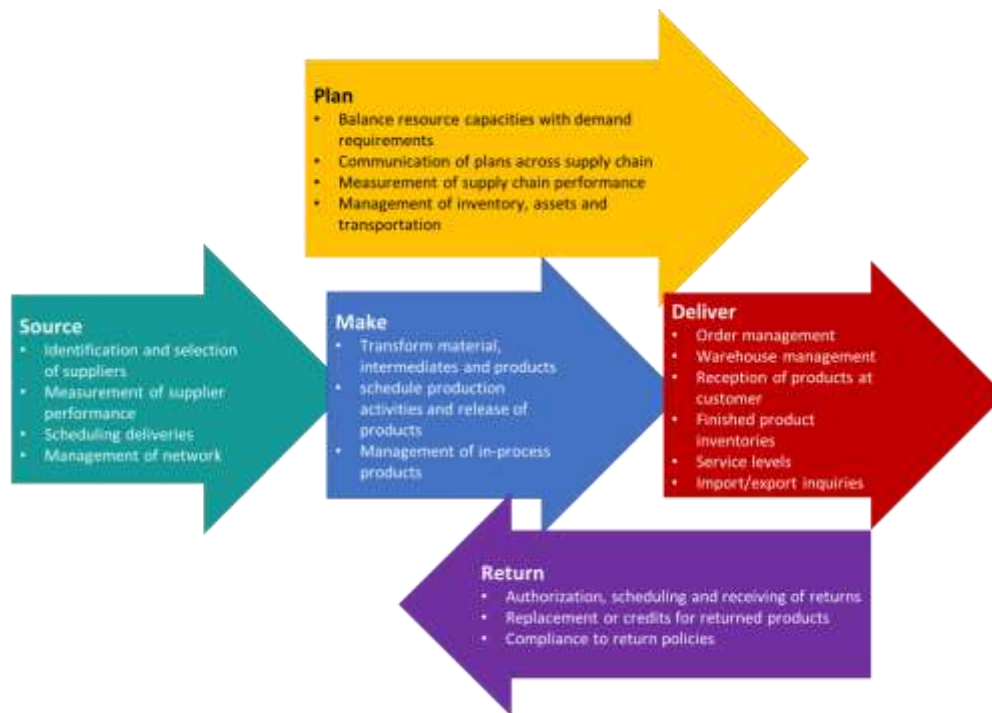 Plan
• Balance resource capacities with demand
requirements
• Communication of plans across supply chain
• Measurement of supply chain performance
• Management of inventory, assets and
transportation
Source
• Identification and selection
of suppliers
• Measurement of supplier
performance
• Scheduling deliveries
• Management of network
Make
• Transform material,
intermediates and products
• schedule production
activities and release of
products
• Management of in-process
products
Deliver
• Order management
• Warehouse management
• Reception of products at
customer
• Finished product
inventories
• Service levels
• Import/export inquiries
Return
• Authorization, scheduling and receiving of returns
• Replacement or credits for returned products
• Compliance to return policies